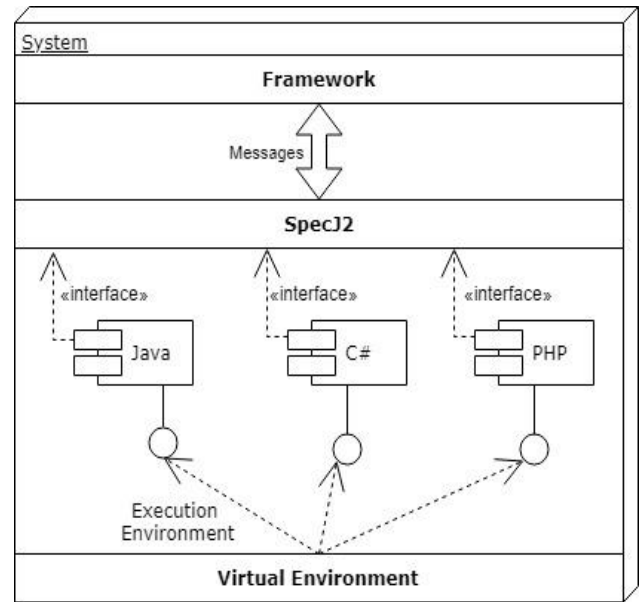 System
Framework
Messages
SpecJ2
«interface»
«interface»
«interface»
Java
C#
PHP
Execution
Environment
Virtual Environment